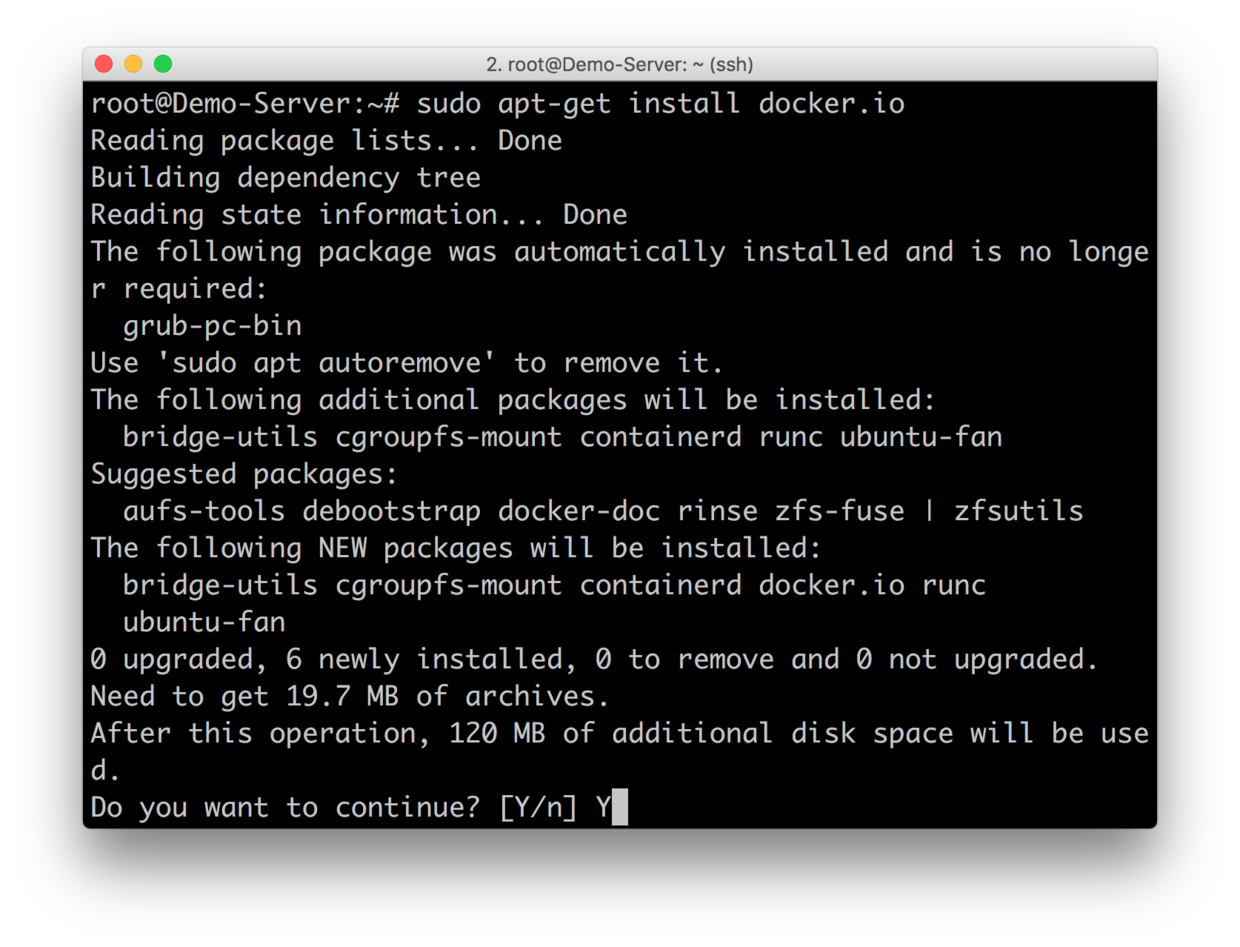 2. root@Demo-Server: ~ (ssh)
root@Demo-Server:~# sudo apt-get install docker.io
Reading package lists... Done
Building dependency tree
Reading state information... Done
The following package was automatically installed and is no longe
r required:
  grub-pc-bin
Use 'sudo apt autoremove' to remove it.
The following additional packages will be installed:
  bridge-utils cgroupfs-mount containerd runc ubuntu-fan
Suggested packages:
  aufs-tools debootstrap docker-doc rinse zfs-fuse | zfsutils
The following NEW packages will be installed:
  bridge-utils cgroupfs-mount containerd docker.io runc
  ubuntu-fan
0 upgraded, 6 newly installed, 0 to remove and 0 not upgraded.
Need to get 19.7 MB of archives.
After this operation, 120 MB of additional disk space will be use
d.
Do you want to continue? [Y/n] Y